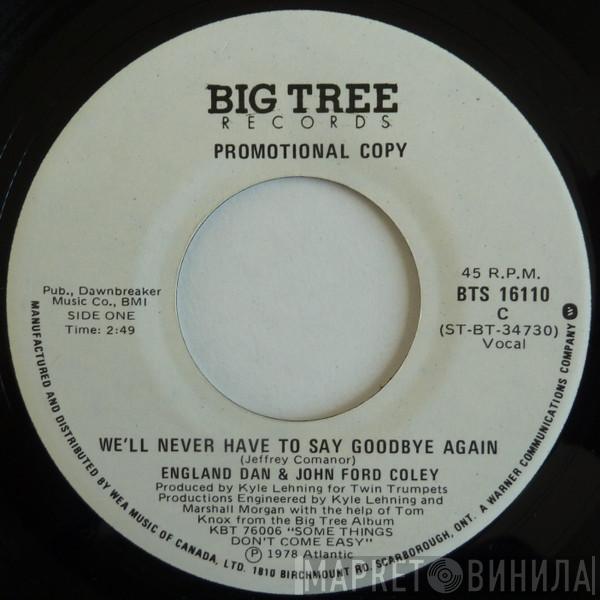 BIG TREE
RECORDS
PROMOTIONAL COPY
Pub., Dawnbreaker
Music Co., BMI
SIDE ONE
Time: 2:49
45 R.P.M.
BTS 16110
C
(ST-BT-34730)
Vocal
WE'LL NEVER HAVE TO SAY GOODBYE AGAIN
(Jeffrey Comanor)
ENGLAND DAN & JOHN FORD COLEY
Produced by Kyle Lehning for Twin Trumpets
Productions Engineered by Kyle Lehning and
Marshall Morgan with the help of Tom
Knox from the Big Tree Album
KBT 76006 "SOME THINGS
DON'T COME EASY"
Ⓟ 1978 Atlantic
MANUFACTURED AND DISTRIBUTED BY WEA MUSIC OF CANADA, LTD. 1810 BIRCHMOUNT RD. SCARBOROUGH, ONT. A WARNER COMMUNICATIONS COMPANY
МАРКЕТ ВИНИЛА